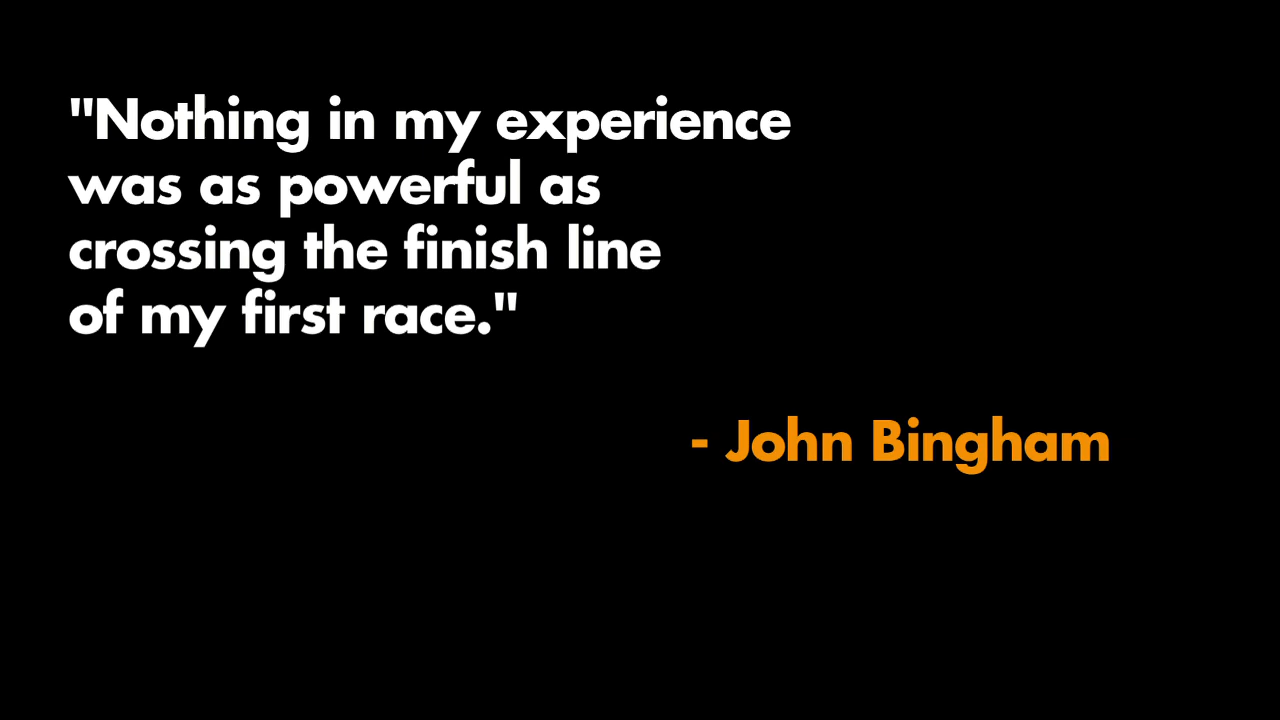 "Nothing in my experience
was as powerful as
crossing the finish line
of my first race."
- John Bingham